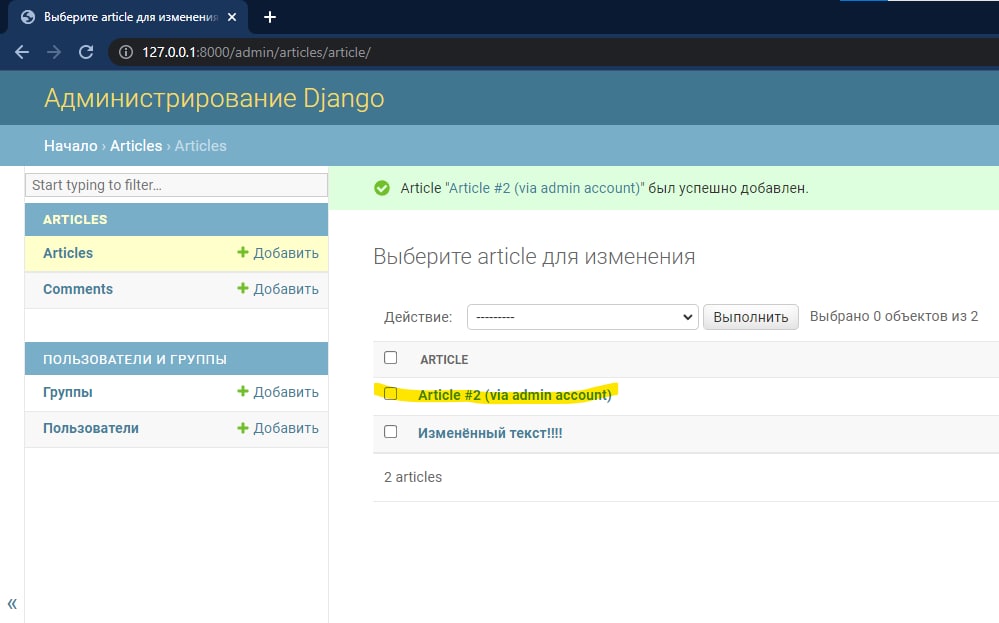 Выберите article для изменения
127.0.0.1:8000/admin/articles/article/
Администрирование Django
Начало › Articles › Articles
Start typing to filter...
ARTICLES
Articles
Добавить
Comments
Добавить
ПОЛЬЗОВАТЕЛИ И ГРУППЫ
Группы
Добавить
Пользователи
Добавить
«
Article "Article #2 (via admin account)" был успешно добавлен.
Выберите article для изменения
Действие: --------- Выполнить Выбрано 0 объектов из 2
ARTICLE
Article #2 (via admin account)
Изменённый текст!!!!
2 articles